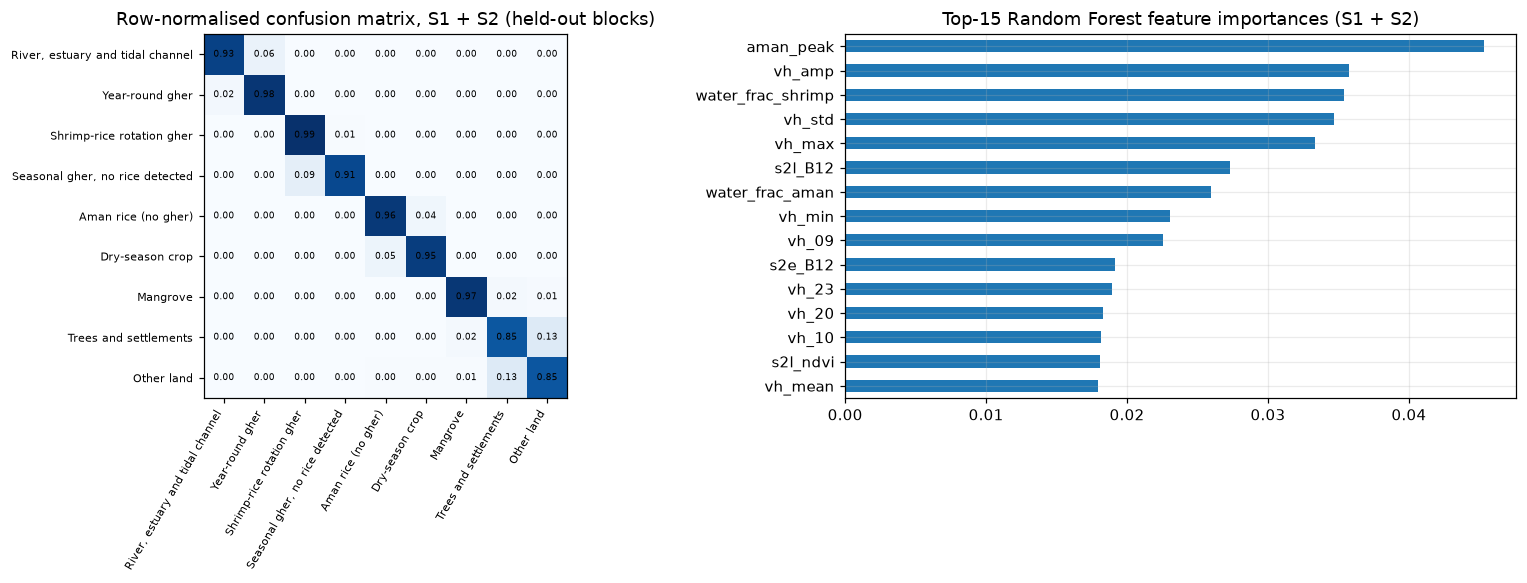 Row-normalised confusion matrix, S1 + S2 (held-out blocks)
River, estuary and tidal channel 0.93 0.06 0.00 0.00 0.00 0.00 0.00 0.00 0.00
Year-round gher 0.02 0.98 0.00 0.00 0.00 0.00 0.00 0.00 0.00
Shrimp-rice rotation gher 0.00 0.00 0.99 0.01 0.00 0.00 0.00 0.00 0.00
Seasonal gher, no rice detected 0.00 0.00 0.09 0.91 0.00 0.00 0.00 0.00 0.00
Aman rice (no gher) 0.00 0.00 0.00 0.00 0.96 0.04 0.00 0.00 0.00
Dry-season crop 0.00 0.00 0.00 0.00 0.05 0.95 0.00 0.00 0.00
Mangrove 0.00 0.00 0.00 0.00 0.00 0.00 0.97 0.02 0.01
Trees and settlements 0.00 0.00 0.00 0.00 0.00 0.00 0.02 0.85 0.13
Other land 0.00 0.00 0.00 0.00 0.00 0.00 0.01 0.13 0.85
River, estuary and tidal channel
Year-round gher
Shrimp-rice rotation gher
Seasonal gher, no rice detected
Aman rice (no gher)
Dry-season crop
Mangrove
Trees and settlements
Other land
Top-15 Random Forest feature importances (S1 + S2)
aman_peak
vh_amp
water_frac_shrimp
vh_std
vh_max
s2l_B12
water_frac_aman
vh_min
vh_09
s2e_B12
vh_23
vh_20
vh_10
s2l_ndvi
vh_mean
0.00 0.01 0.02 0.03 0.04